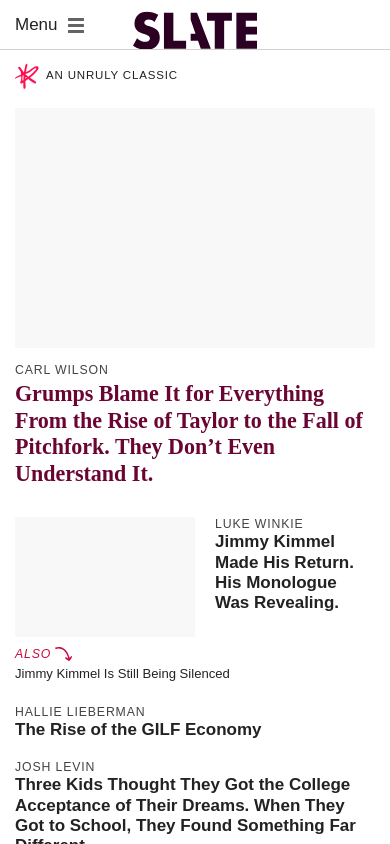 Menu
SLATE
AN UNRULY CLASSIC
CARL WILSON
Grumps Blame It for Everything
From the Rise of Taylor to the Fall of
Pitchfork. They Don’t Even
Understand It.
LUKE WINKIE
Jimmy Kimmel
Made His Return.
His Monologue
Was Revealing.
ALSO
Jimmy Kimmel Is Still Being Silenced
HALLIE LIEBERMAN
The Rise of the GILF Economy
JOSH LEVIN
Three Kids Thought They Got the College
Acceptance of Their Dreams. When They
Got to School, They Found Something Far
Different.